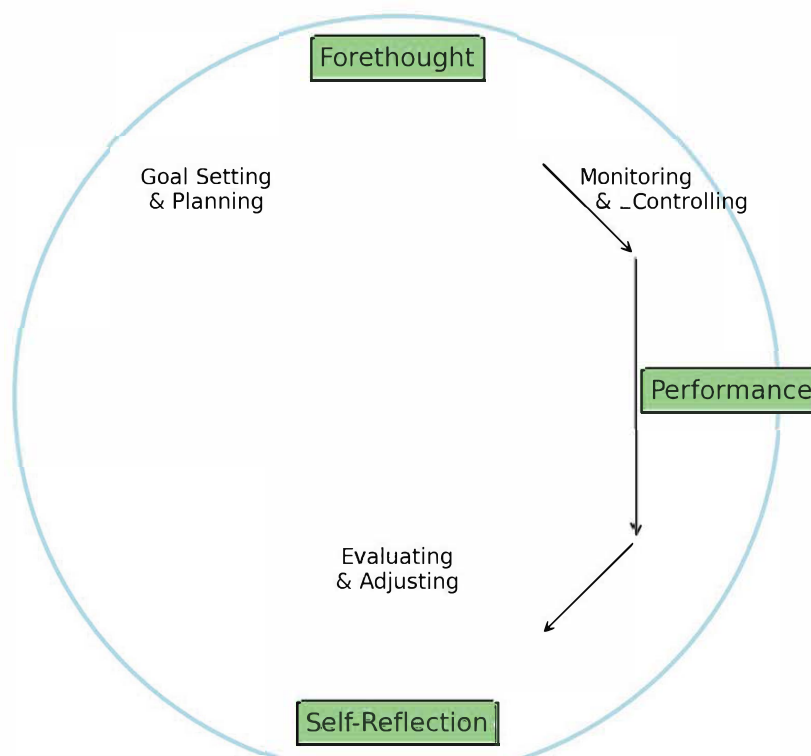 Forethought
Goal Setting
& Planning
Monitoring
& _Controlling
Performance
Evaluating
& Adjusting
Self-Reflection